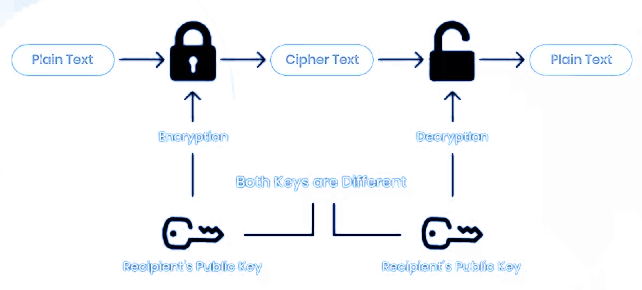 Plain Text
Cipher Text
Plain Text
Encryption
Decryption
Both Keys are Different
Recipient's Public Key
Recipient's Public Key